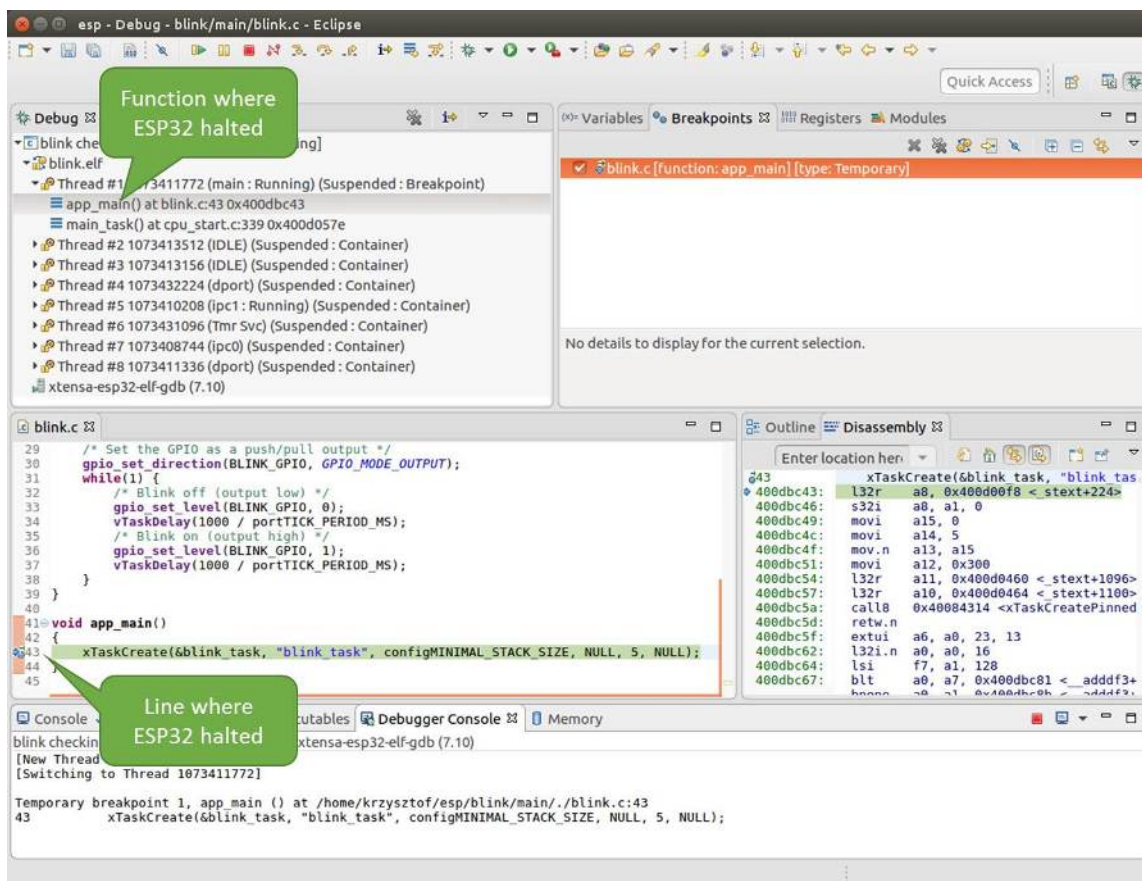 esp - Debug - blink/main/blink.c - Eclipse
Quick Access
Function where
ESP32 halted
Debug
blink che ing]
blink.elf
Thread #1 1073411772 (main : Running) (Suspended : Breakpoint)
app_main() at blink.c:43 0x400dbc43
main_task() at cpu_start.c:339 0x400d057e
Thread #2 1073413512 (IDLE) (Suspended : Container)
Thread #3 1073413156 (IDLE) (Suspended : Container)
Thread #4 1073432224 (dport) (Suspended : Container)
Thread #5 1073410208 (ipc1 : Running) (Suspended : Container)
Thread #6 1073431096 (Tmr Svc) (Suspended : Container)
Thread #7 1073408744 (ipc0) (Suspended : Container)
Thread #8 1073411336 (dport) (Suspended : Container)
xtensa-esp32-elf-gdb (7.10)
(x)= Variables Breakpoints Registers Modules
blink.c [function: app_main] [type: Temporary]
No details to display for the current selection.
blink.c
29 /* Set the GPIO as a push/pull output */
30 gpio_set_direction(BLINK_GPIO, GPIO_MODE_OUTPUT);
31 while(1) {
32 /* Blink off (output low) */
33 gpio_set_level(BLINK_GPIO, 0);
34 vTaskDelay(1000 / portTICK_PERIOD_MS);
35 /* Blink on (output high) */
36 gpio_set_level(BLINK_GPIO, 1);
37 vTaskDelay(1000 / portTICK_PERIOD_MS);
38 }
39 }
40
41 void app_main()
42 {
43 xTaskCreate(&blink_task, "blink_task", configMINIMAL_STACK_SIZE, NULL, 5, NULL);
44
45
Line where
ESP32 halted
Outline Disassembly
Enter location her
43 xTaskCreate(&blink_task, "blink_tas
400dbc43: l32r a8, 0x400d00f8 <_stext+224>
400dbc46: s32i a8, a1, 0
400dbc49: movi a15, 0
400dbc4c: movi a14, 5
400dbc4f: mov.n a13, a15
400dbc51: movi a12, 0x300
400dbc54: l32r a11, 0x400d0460 <_stext+1096>
400dbc57: l32r a10, 0x400d0464 <_stext+1100>
400dbc5a: call8 0x40084314 <xTaskCreatePinned
400dbc5d: retw.n
400dbc5f: extui a6, a0, 23, 13
400dbc62: l32i.n a0, a0, 16
400dbc64: lsi f7, a1, 128
400dbc67: blt a0, a7, 0x400dbc81 <__adddf3+
Console cutables Debugger Console Memory
blink checkin xtensa-esp32-elf-gdb (7.10)
[New Thread
[Switching to Thread 1073411772]
Temporary breakpoint 1, app_main () at /home/krzysztof/esp/blink/main/./blink.c:43
43 xTaskCreate(&blink_task, "blink_task", configMINIMAL_STACK_SIZE, NULL, 5, NULL);